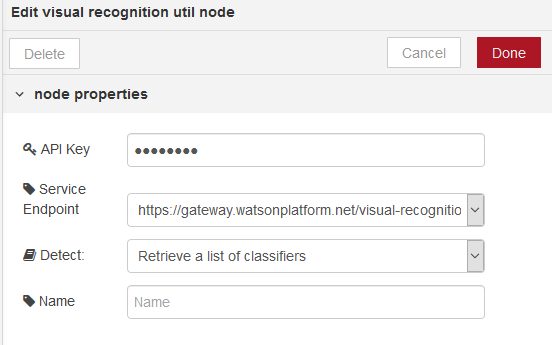 Edit visual recognition util node
Delete
Cancel
Done
node properties
API Key
●●●●●●●●
Service
Endpoint
https://gateway.watsonplatform.net/visual-recognitio
Detect:
Retrieve a list of classifiers
Name
Name